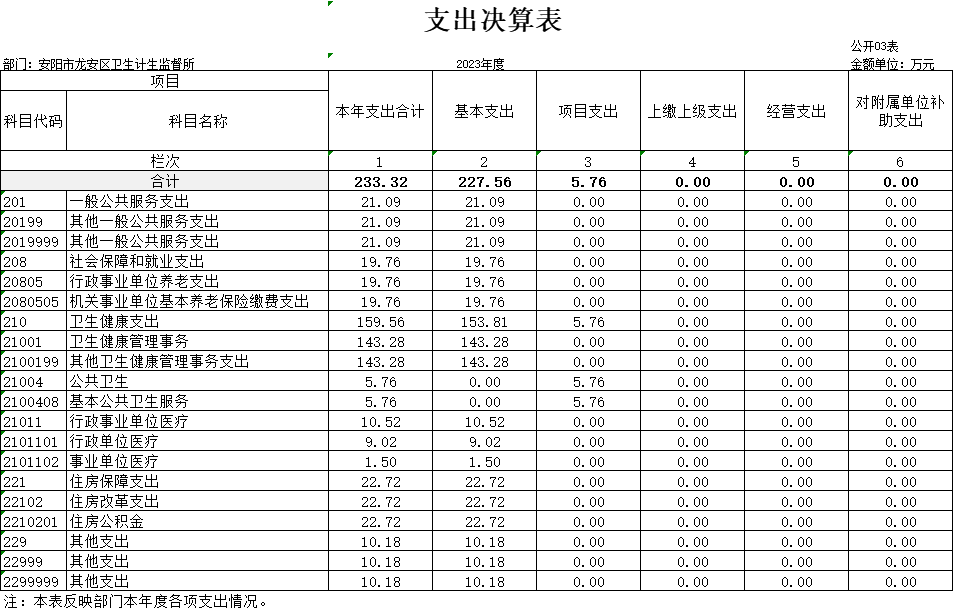 支出决算表
公开03表
部门：安阳市龙安区卫生计生监督所 2023年度 金额单位：万元
项目 本年支出合计 基本支出 项目支出 上缴上级支出 经营支出 对附属单位补助支出
科目代码 科目名称
栏次 1 2 3 4 5 6
合计 233.32 227.56 5.76 0.00 0.00 0.00
201 一般公共服务支出 21.09 21.09 0.00 0.00 0.00 0.00
20199 其他一般公共服务支出 21.09 21.09 0.00 0.00 0.00 0.00
2019999 其他一般公共服务支出 21.09 21.09 0.00 0.00 0.00 0.00
208 社会保障和就业支出 19.76 19.76 0.00 0.00 0.00 0.00
20805 行政事业单位养老支出 19.76 19.76 0.00 0.00 0.00 0.00
2080505 机关事业单位基本养老保险缴费支出 19.76 19.76 0.00 0.00 0.00 0.00
210 卫生健康支出 159.56 153.81 5.76 0.00 0.00 0.00
21001 卫生健康管理事务 143.28 143.28 0.00 0.00 0.00 0.00
2100199 其他卫生健康管理事务支出 143.28 143.28 0.00 0.00 0.00 0.00
21004 公共卫生 5.76 0.00 5.76 0.00 0.00 0.00
2100408 基本公共卫生服务 5.76 0.00 5.76 0.00 0.00 0.00
21011 行政事业单位医疗 10.52 10.52 0.00 0.00 0.00 0.00
2101101 行政单位医疗 9.02 9.02 0.00 0.00 0.00 0.00
2101102 事业单位医疗 1.50 1.50 0.00 0.00 0.00 0.00
221 住房保障支出 22.72 22.72 0.00 0.00 0.00 0.00
22102 住房改革支出 22.72 22.72 0.00 0.00 0.00 0.00
2210201 住房公积金 22.72 22.72 0.00 0.00 0.00 0.00
229 其他支出 10.18 10.18 0.00 0.00 0.00 0.00
22999 其他支出 10.18 10.18 0.00 0.00 0.00 0.00
2299999 其他支出 10.18 10.18 0.00 0.00 0.00 0.00
注：本表反映部门本年度各项支出情况。